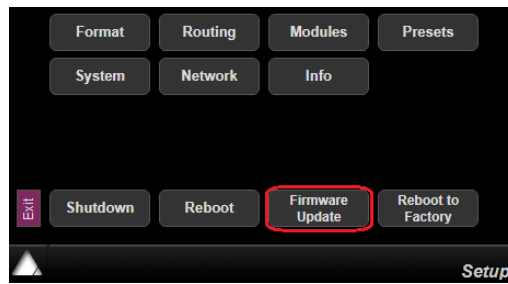 Format Routing Modules Presets
System Network Info
Exit Shutdown Reboot Firmware Update Reboot to Factory
Setup